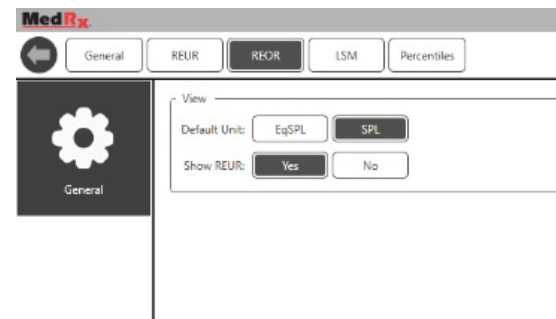 MedRx
General REUR REOR LSM Percentiles
View
Default Unit: EqSPL SPL
Show REUR: Yes No
General